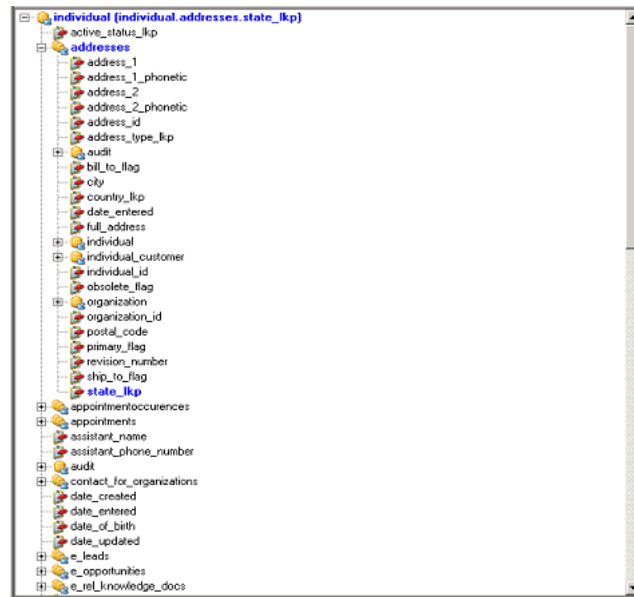 individual (individual.addresses.state_lkp)
active_status_lkp
addresses
address_1
address_1_phonetic
address_2
address_2_phonetic
address_id
address_type_lkp
audit
bill_to_flag
city
country_lkp
date_entered
full_address
individual
individual_customer
individual_id
obsolete_flag
organization
organization_id
postal_code
primary_flag
revision_number
ship_to_flag
state_lkp
appointmentoccurences
appointments
assistant_name
assistant_phone_number
audit
contact_for_organizations
date_created
date_entered
date_of_birth
date_updated
e_leads
e_opportunities
e_rel_knowledge_docs